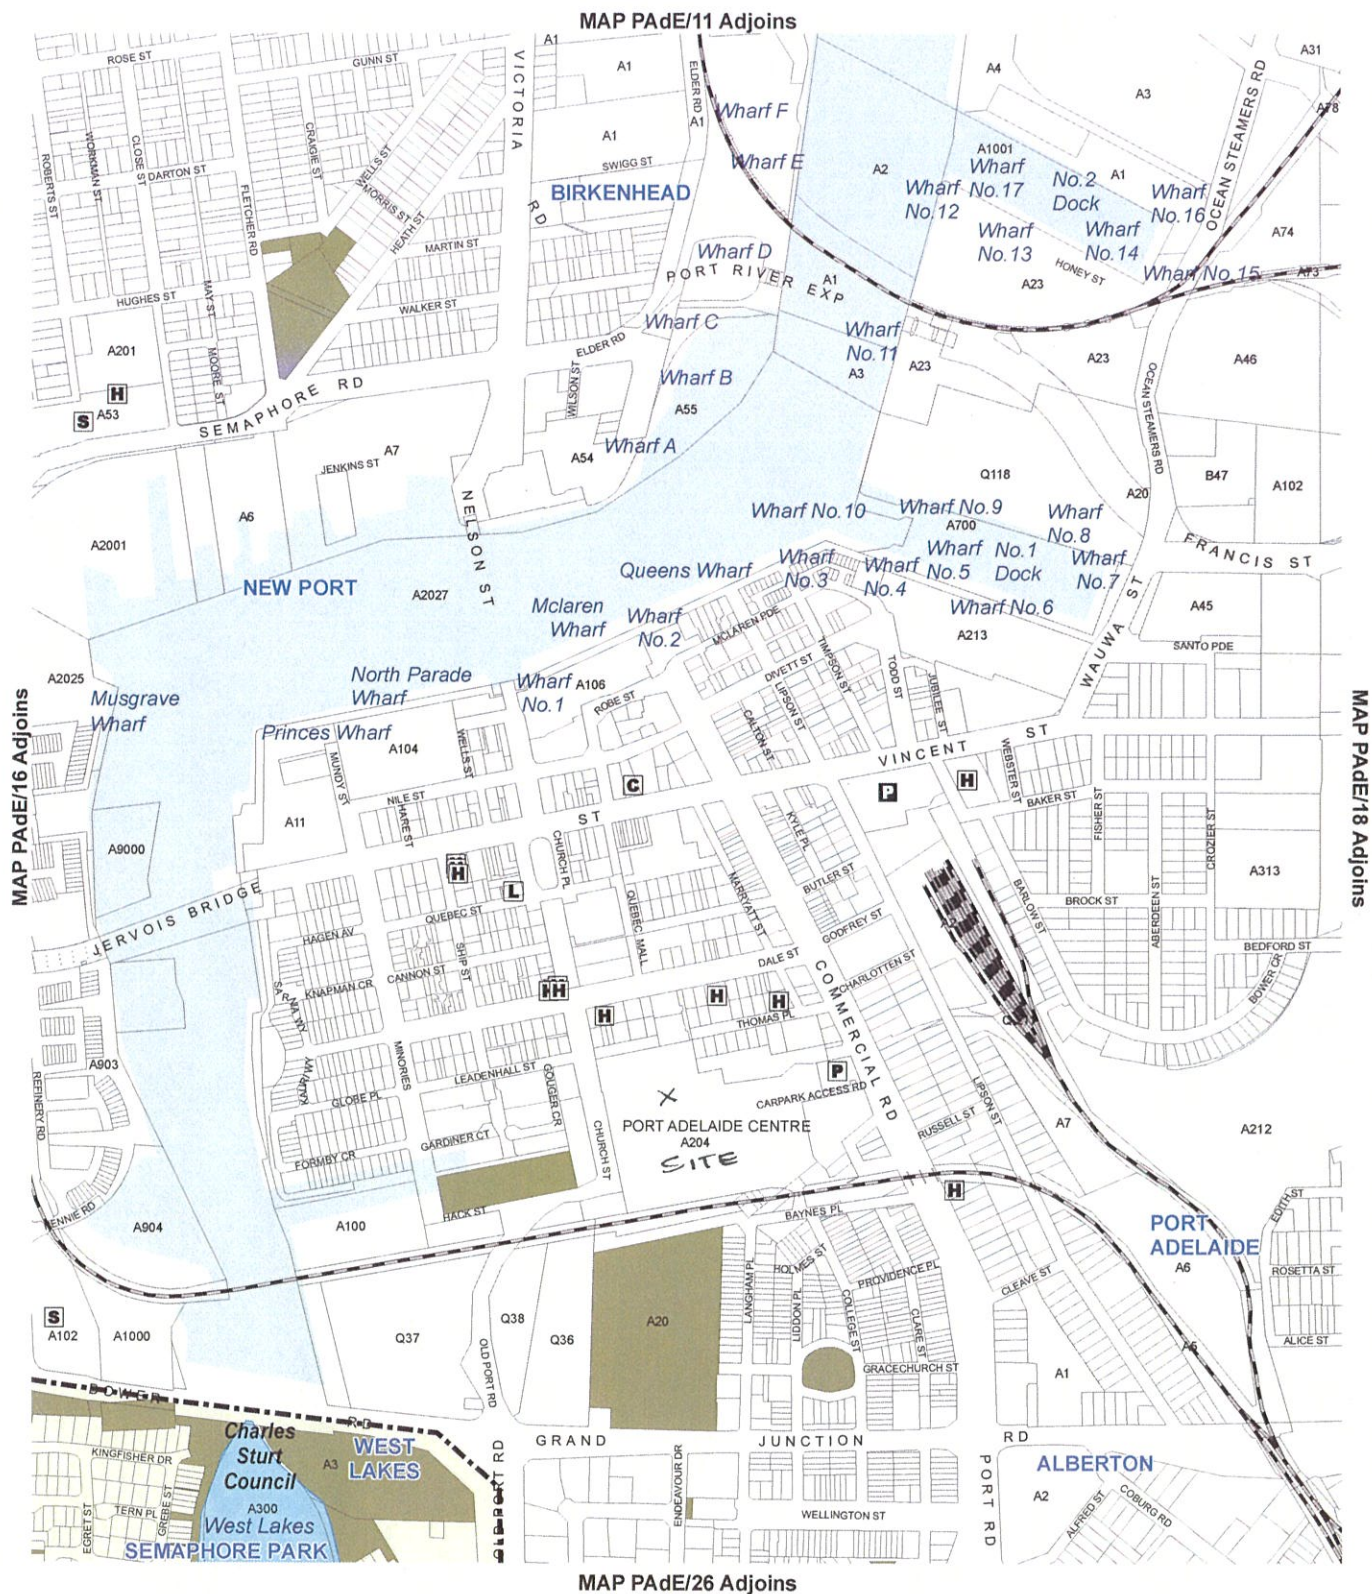 MAP PAdE/11 Adjoins
ROSE ST
GUNN ST
VICTORIA
RD
A1
A1
ELDER RD
A1
A1
A4
A3
A31
A78
OCEAN STEAMERS RD
Wharf F
Wharf E
SWIGG ST
BIRKENHEAD
A2
A1001
Wharf
No.17
No.2
Dock
A1
Wharf
No.16
Wharf
No.12
Wharf
No.13
Wharf
No.14
HONEY ST
Wharf No.15
A74
A73
A23
ROBERTS ST
WORKMAN ST
CLOSE ST
DARTON ST
FLETCHER RD
CRAIGIE ST
WELLS ST
MORRIS ST
HEATH ST
MARTIN ST
WALKER ST
HUGHES ST
MAY ST
MOORE ST
Wharf D
PORT RIVER EXP
A1
Wharf C
ELDER RD
WILSON ST
Wharf B
A55
Wharf A
A54
Wharf
No.11
A3
A23
A23
A46
OCEAN STEAMERS RD
A201
H
S
A53
SEMAPHORE RD
A7
JENKINS ST
A6
A2001
NELSON ST
NEW PORT
A2027
Q118
A20
B47
A102
FRANCIS ST
Wharf No.10
Wharf No.9
A700
Wharf
No.8
Wharf
No.7
Wharf
No.5
No.1
Dock
Wharf
No.4
Wharf
No.3
Wharf No.6
A213
Queens Wharf
Mclaren
Wharf
Wharf
No.2
MCLAREN PDE
WAUWA ST
A45
SANTO PDE
A2025
Musgrave
Wharf
North Parade
Wharf
Princes Wharf
Wharf
No.1
A106
ROBE ST
DIVETT ST
TIMPSON ST
LIPSON ST
CALTON ST
TODD ST
JUBILEE ST
VINCENT ST
A104
MUNDY ST
WELLS ST
NILE ST
HARE ST
A11
C
ST
P
H
WEBSTER ST
BAKER ST
FISHER ST
CROZIER ST
MAP PAdE/16 Adjoins
MAP PAdE/18 Adjoins
A9000
JERVOIS BRIDGE
H
L
CHURCH PL
QUEBEC ST
QUEBEC MALL
MARRYATT ST
KYLE PL
BUTLER ST
GODFREY ST
BARLOW ST
BROCK ST
ABERDEEN ST
A313
BEDFORD ST
BOWER CR
HAGEN AV
CANNON ST
SHIP ST
KNAPMAN CR
DALE ST
CHARLOTTEN ST
COMMERCIAL RD
H
H
H
H
THOMAS PL
P
CARPARK ACCESS RD
A903
REFINERY RD
KARLA WY
MINORIES
GLOBE PL
LEADENHALL ST
GOUGER CR
CHURCH ST
GARDINER CT
FORMBY CR
X
PORT ADELAIDE CENTRE
A204
SITE
RUSSELL ST
LIPSON ST
A7
A212
A904
A100
HACK ST
H
BAYNES PL
PORT
ADELAIDE
A6
EDITH ST
ROSETTA ST
ALICE ST
HOLMES ST
PROVIDENCE PL
CLEAVE ST
LANGHAM PL
LIDDON PL
COLLEGE ST
CLARE ST
GRACECHURCH ST
S
A102
A1000
Q37
Q38
Q36
OLD PORT RD
A20
A1
BOWER
RD
Charles
Sturt
Council
WEST
LAKES
A3
KINGFISHER DR
TERN PL
EGRET ST
GREBE ST
A300
West Lakes
SEMAPHORE PARK
OLD PORT RD
GRAND JUNCTION RD
ENDEAVOUR DR
WELLINGTON ST
PORT RD
ALBERTON
A2
ALFRED ST
COBURG RD
MAP PAdE/26 Adjoins